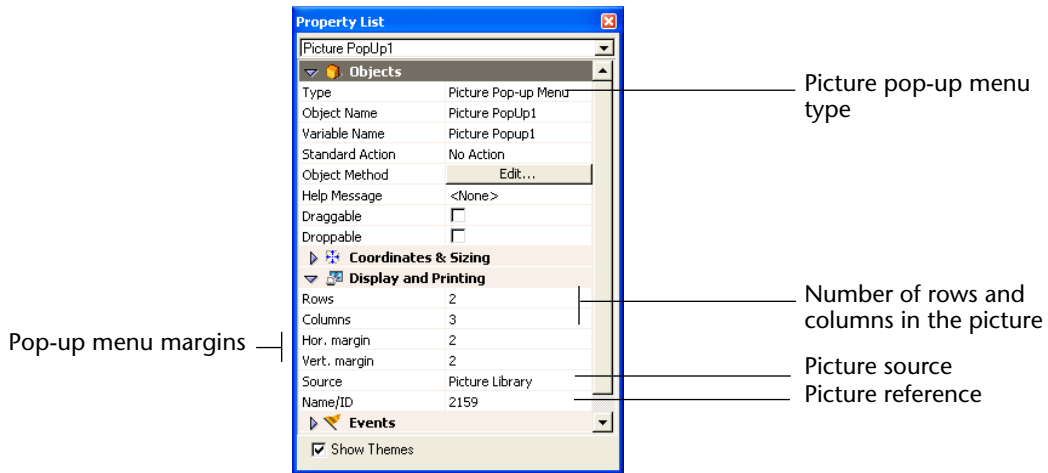 Property List
Picture PopUp1
Objects
Type Picture Pop-up Menu
Object Name Picture PopUp1
Variable Name Picture Popup1
Standard Action No Action
Object Method Edit...
Help Message <None>
Draggable
Droppable
Coordinates & Sizing
Display and Printing
Rows 2
Columns 3
Hor. margin 2
Vert. margin 2
Source Picture Library
Name/ID 2159
Events
Show Themes
Pop-up menu margins
Picture pop-up menu
type
Number of rows and
columns in the picture
Picture source
Picture reference